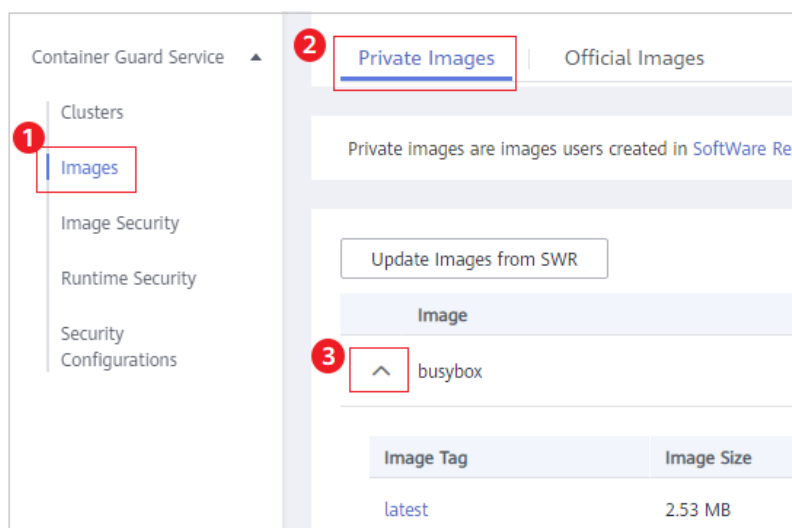 Container Guard Service
Clusters
1
Images
Image Security
Runtime Security
Security
Configurations
2
Private Images
Official Images
Private images are images users created in SoftWare Re
Update Images from SWR
Image
3
busybox
Image Tag Image Size
latest 2.53 MB